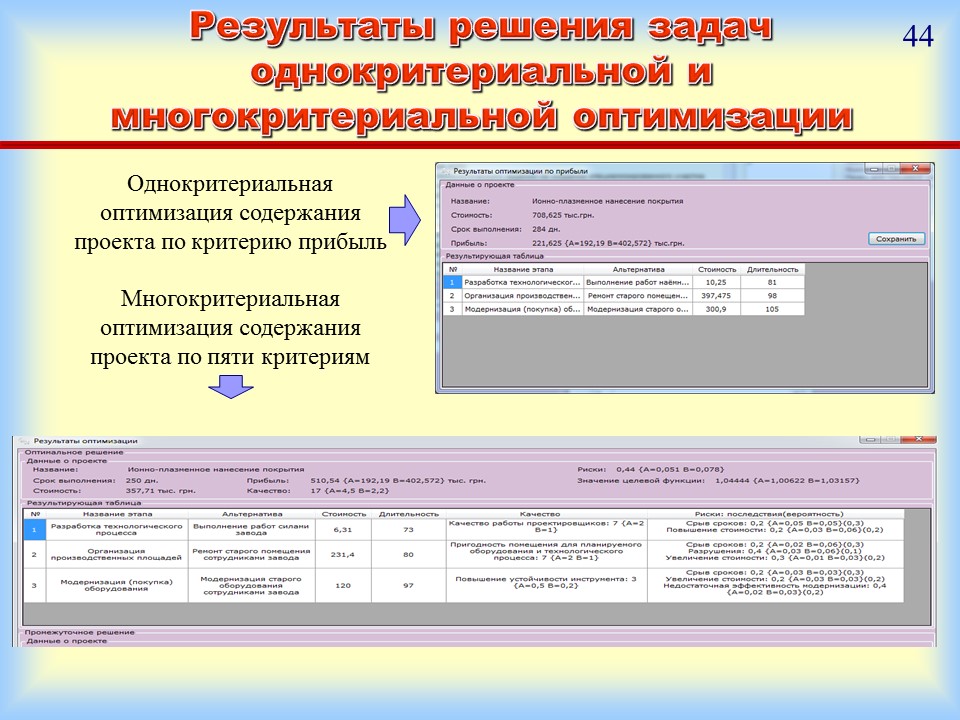 Результаты решения задач
однокритериальной и
многокритериальной оптимизации
44
Однокритериальная
оптимизация содержания
проекта по критерию прибыль
Многокритериальная
оптимизация содержания
проекта по пяти критериям
Результаты оптимизации по прибыли
Данные о проекте
Название: Ионно-плазменное нанесение покрытия
Стоимость: 708,625 тыс.грн.
Срок выполнения: 284 дн.
Прибыль: 221,625 {A=192,19 B=402,572} тыс.грн.
Сохранить
Результирующая таблица
№ Название этапа Альтернатива Стоимость Длительность
1 Разработка технологическог... Выполнение работ наёмн... 10,25 81
2 Организация производствен... Ремонт старого помещен... 397,475 98
3 Модернизация (покупка) об... Модернизация старого о... 300,9 105
Результаты оптимизации
Оптимальное решение
Данные о проекте
Название: Ионно-плазменное нанесение покрытия Риски: 0,44 {A=0,051 B=0,078}
Срок выполнения: 250 дн. Прибыль: 510,54 {A=192,19 B=402,572} тыс. грн. Значение целевой функции: 1,04444 {A=1,00622 B=1,03157}
Стоимость: 357,71 тыс. грн. Качество: 17 {A=4,5 B=2,2}
Результирующая таблица
№ Название этапа Альтернатива Стоимость Длительность Качество Риски: последствия(вероятность)
1 Разработка технологического процесса Выполнение работ силами завода 6,31 73 Качество работы проектировщиков: 7 {A=2 B=1} Срыв сроков: 0,2 {A=0,05 B=0,05}(0,3)
Повышение стоимости: 0,2 {A=0,03 B=0,06}(0,2)
2 Организация производственных площадей Ремонт старого помещения сотрудниками завода 231,4 80 Пригодность помещения для планируемого оборудования и технологического процесса: 7 {A=2 B=1} Срыв сроков: 0,2 {A=0,02 B=0,06}(0,3)
Разрушения: 0,4 {A=0,03 B=0,06}(0,1)
Увеличение стоимости: 0,3 {A=0,01 B=0,03}(0,2)
3 Модернизация (покупка) оборудования Модернизация старого оборудования сотрудниками завода 120 97 Повышение устойчивости инструмента: 3 {A=0,5 B=0,2} Срыв сроков: 0,2 {A=0,03 B=0,03}(0,3)
Увеличение стоимости: 0,2 {A=0,03 B=0,03}(0,2)
Недостаточная эффективность модернизации: 0,4 {A=0,02 B=0,03}(0,2)
Промежуточное решение
Данные о проекте